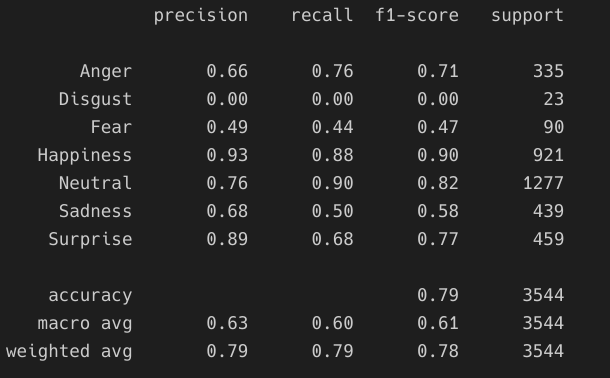 precision recall f1-score support
Anger 0.66 0.76 0.71 335
Disgust 0.00 0.00 0.00 23
Fear 0.49 0.44 0.47 90
Happiness 0.93 0.88 0.90 921
Neutral 0.76 0.90 0.82 1277
Sadness 0.68 0.50 0.58 439
Surprise 0.89 0.68 0.77 459
accuracy 0.79 3544
macro avg 0.63 0.60 0.61 3544
weighted avg 0.79 0.79 0.78 3544